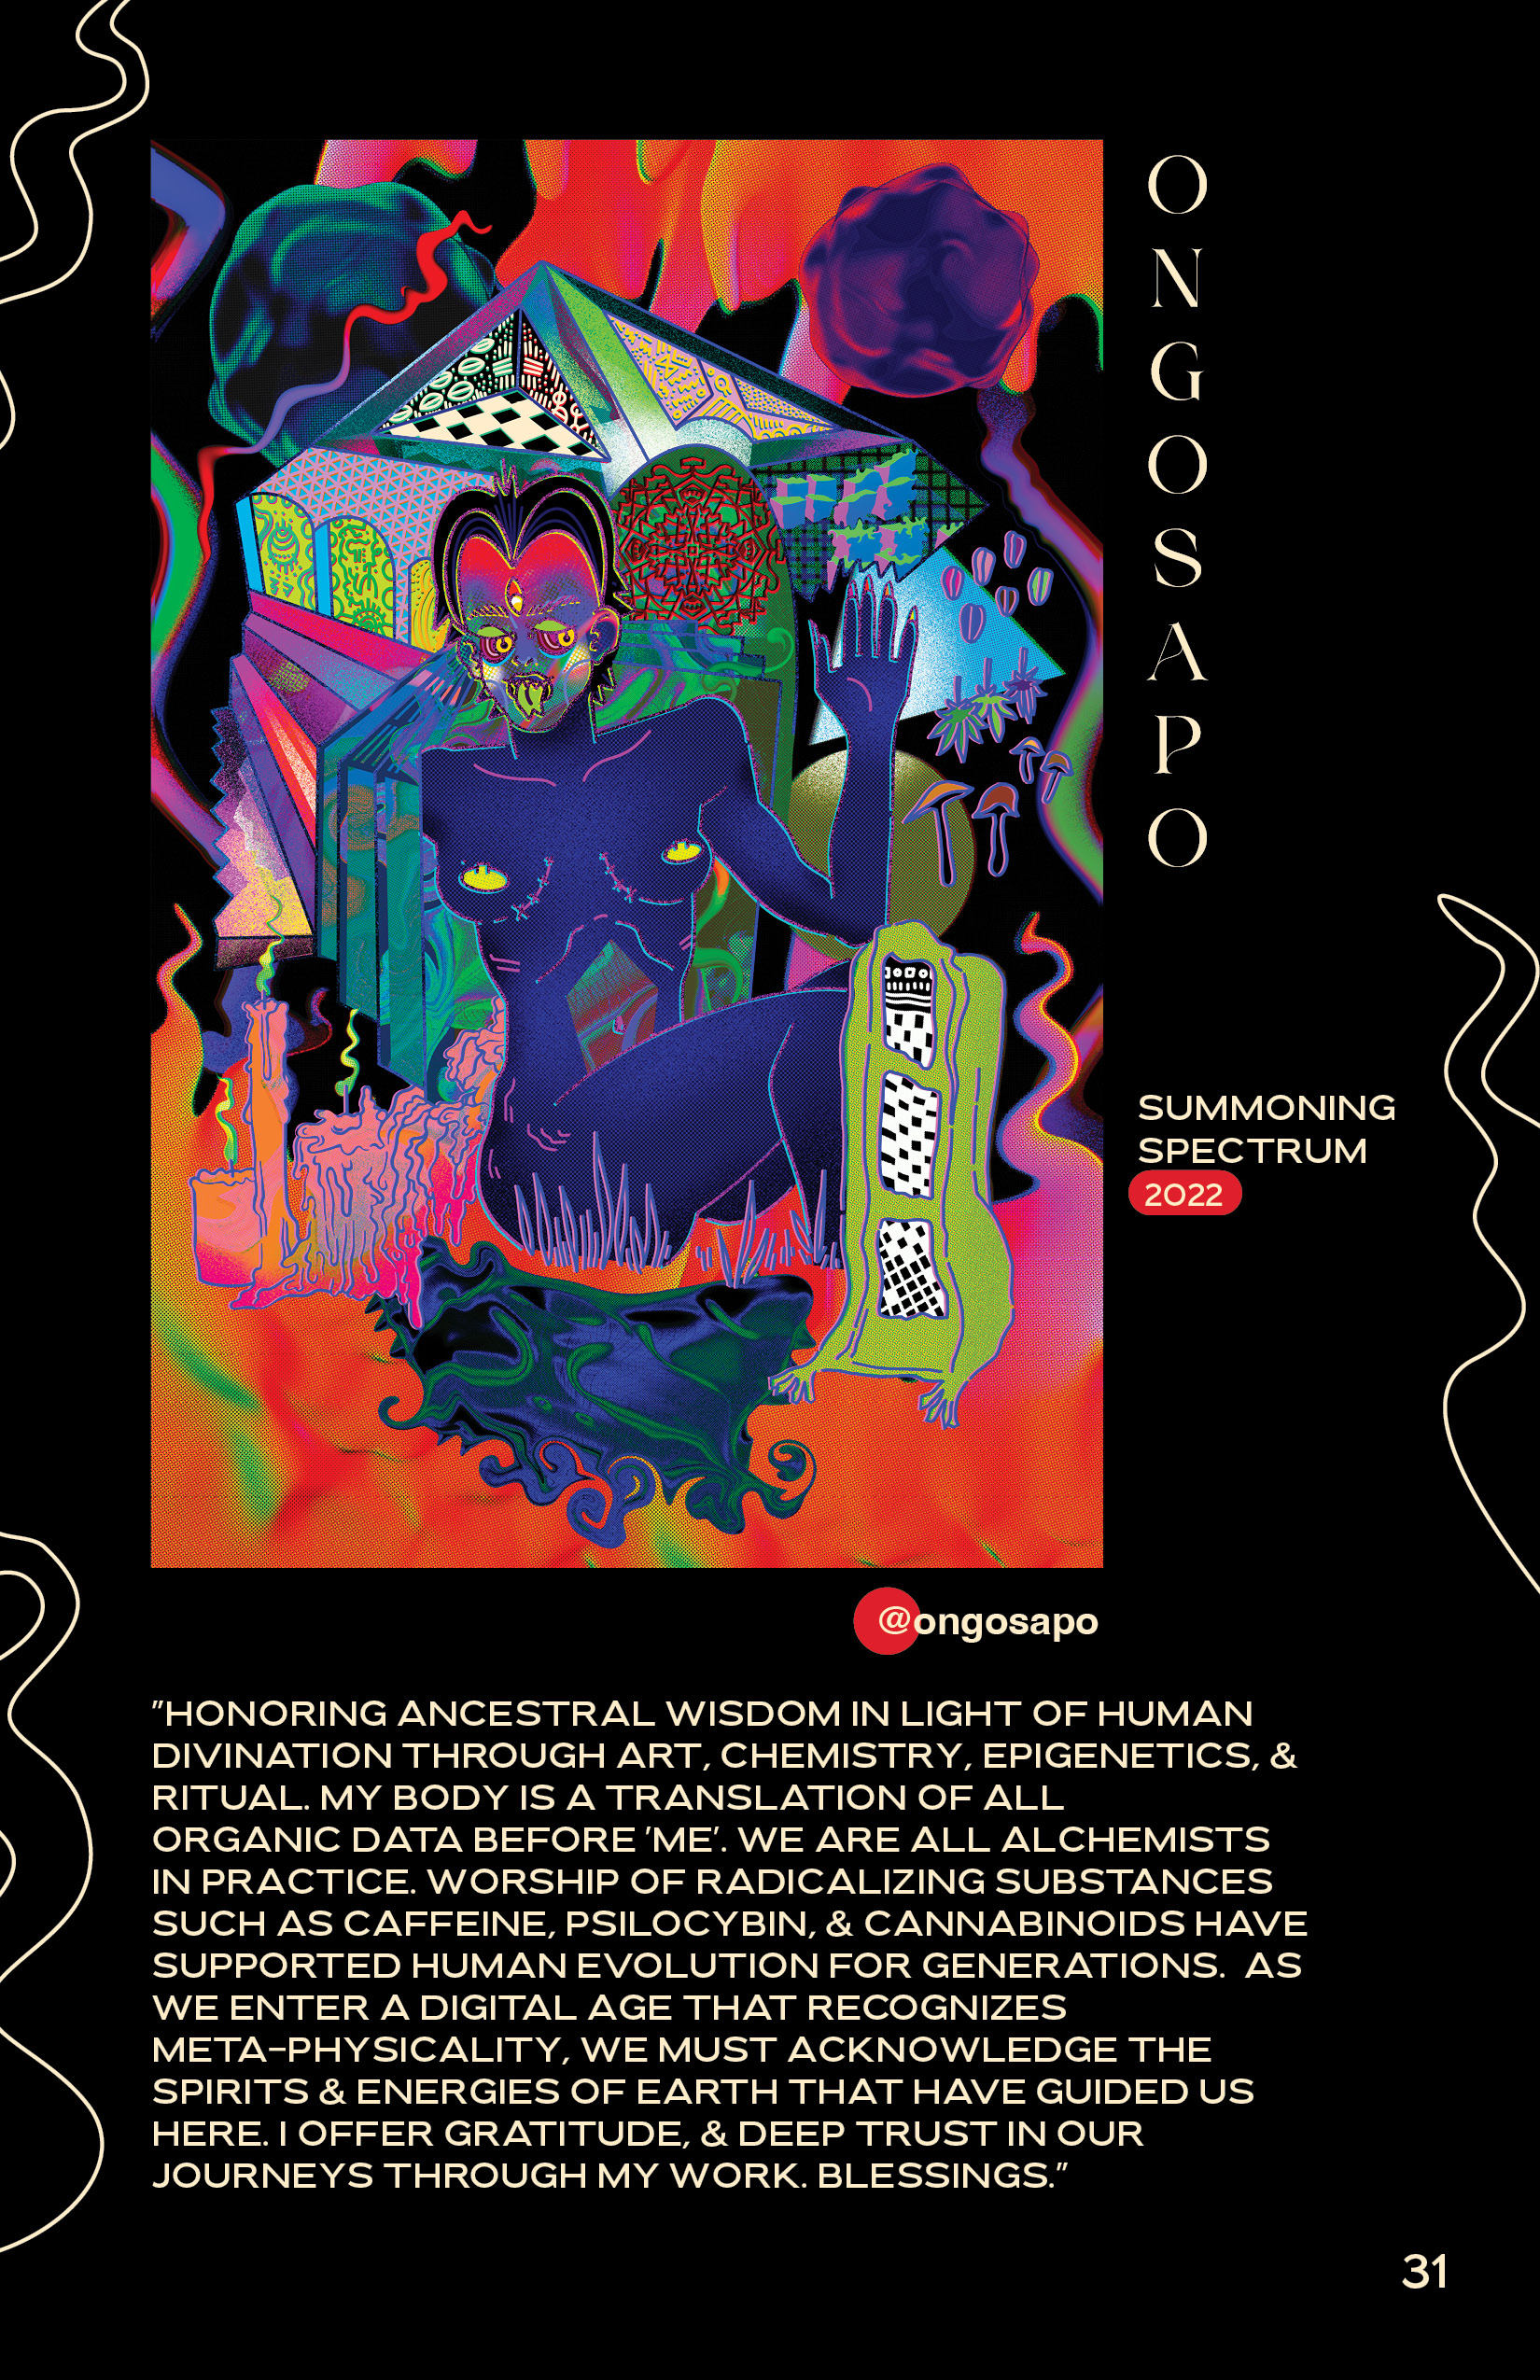 ONGOSAPO
SUMMONING
SPECTRUM
2022
@ongosapo
"HONORING ANCESTRAL WISDOM IN LIGHT OF HUMAN
DIVINATION THROUGH ART, CHEMISTRY, EPIGENETICS, &
RITUAL. MY BODY IS A TRANSLATION OF ALL
ORGANIC DATA BEFORE 'ME'. WE ARE ALL ALCHEMISTS
IN PRACTICE. WORSHIP OF RADICALIZING SUBSTANCES
SUCH AS CAFFEINE, PSILOCYBIN, & CANNABINOIDS HAVE
SUPPORTED HUMAN EVOLUTION FOR GENERATIONS.  AS
WE ENTER A DIGITAL AGE THAT RECOGNIZES
META-PHYSICALITY, WE MUST ACKNOWLEDGE THE
SPIRITS & ENERGIES OF EARTH THAT HAVE GUIDED US
HERE. I OFFER GRATITUDE, & DEEP TRUST IN OUR
JOURNEYS THROUGH MY WORK. BLESSINGS."
31